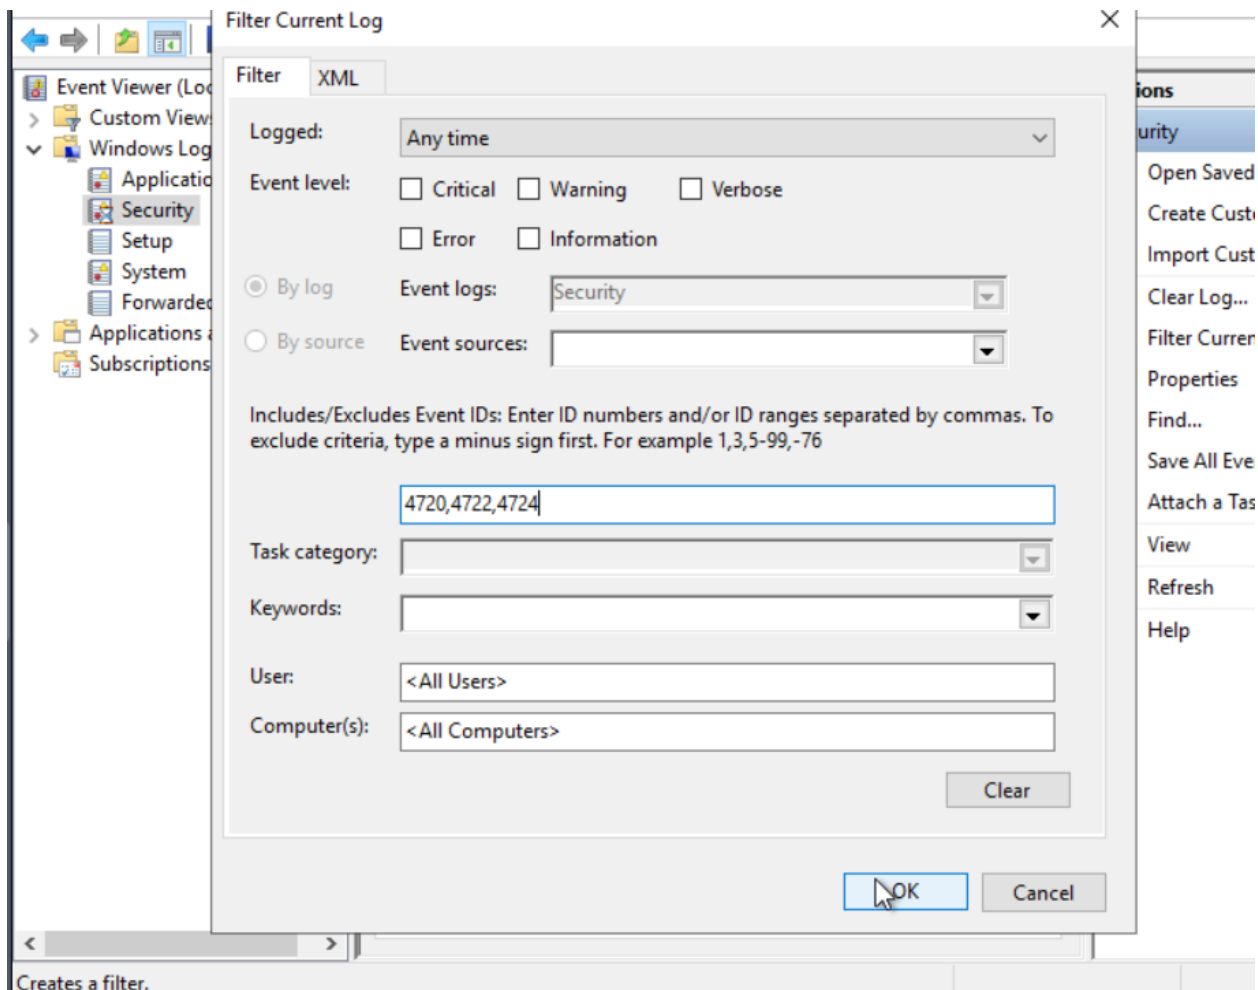 Filter Current Log
Filter
XML
Logged:
Any time
Event level:
Critical
Warning
Verbose
Error
Information
By log
Event logs:
Security
By source
Event sources:
Includes/Excludes Event IDs: Enter ID numbers and/or ID ranges separated by commas. To
exclude criteria, type a minus sign first. For example 1,3,5-99,-76
4720,4722,4724
Task category:
Keywords:
User:
<All Users>
Computer(s):
<All Computers>
Clear
OK
Cancel
Event Viewer (Loc
Custom View
Windows Log
Applicatio
Security
Setup
System
Forwarded
Applications a
Subscriptions
ions
urity
Open Saved
Create Cust
Import Cust
Clear Log...
Filter Curren
Properties
Find...
Save All Eve
Attach a Tas
View
Refresh
Help
Creates a filter.